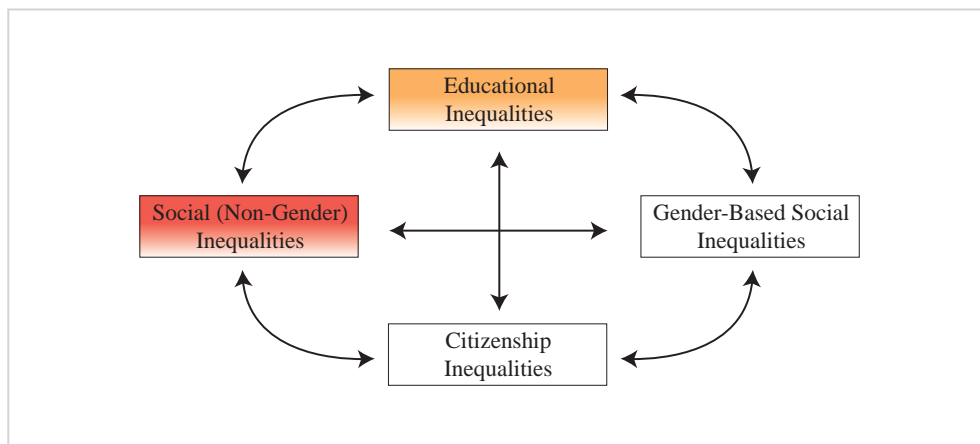 Educational
Inequalities
Social (Non-Gender)
Inequalities
Gender-Based Social
Inequalities
Citizenship
Inequalities